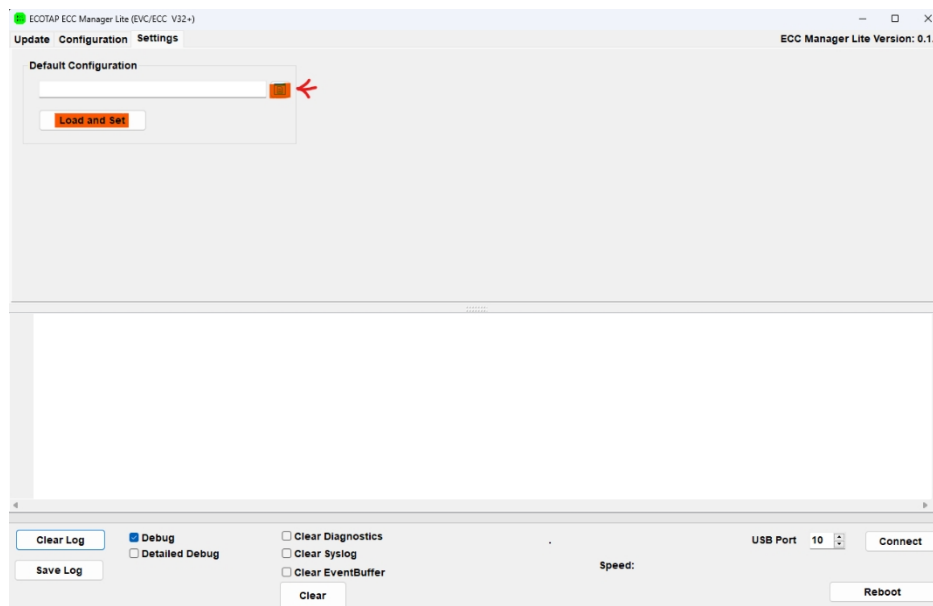 ECOTAP ECC Manager Lite (EVC/ECC V32+)
Update Configuration Settings
ECC Manager Lite Version: 0.1.
Default Configuration
Load and Set
Clear Log
Debug
Clear Diagnostics
USB Port 10
Connect
Detailed Debug
Clear Syslog
Save Log
Speed:
Clear EventBuffer
Clear
Reboot